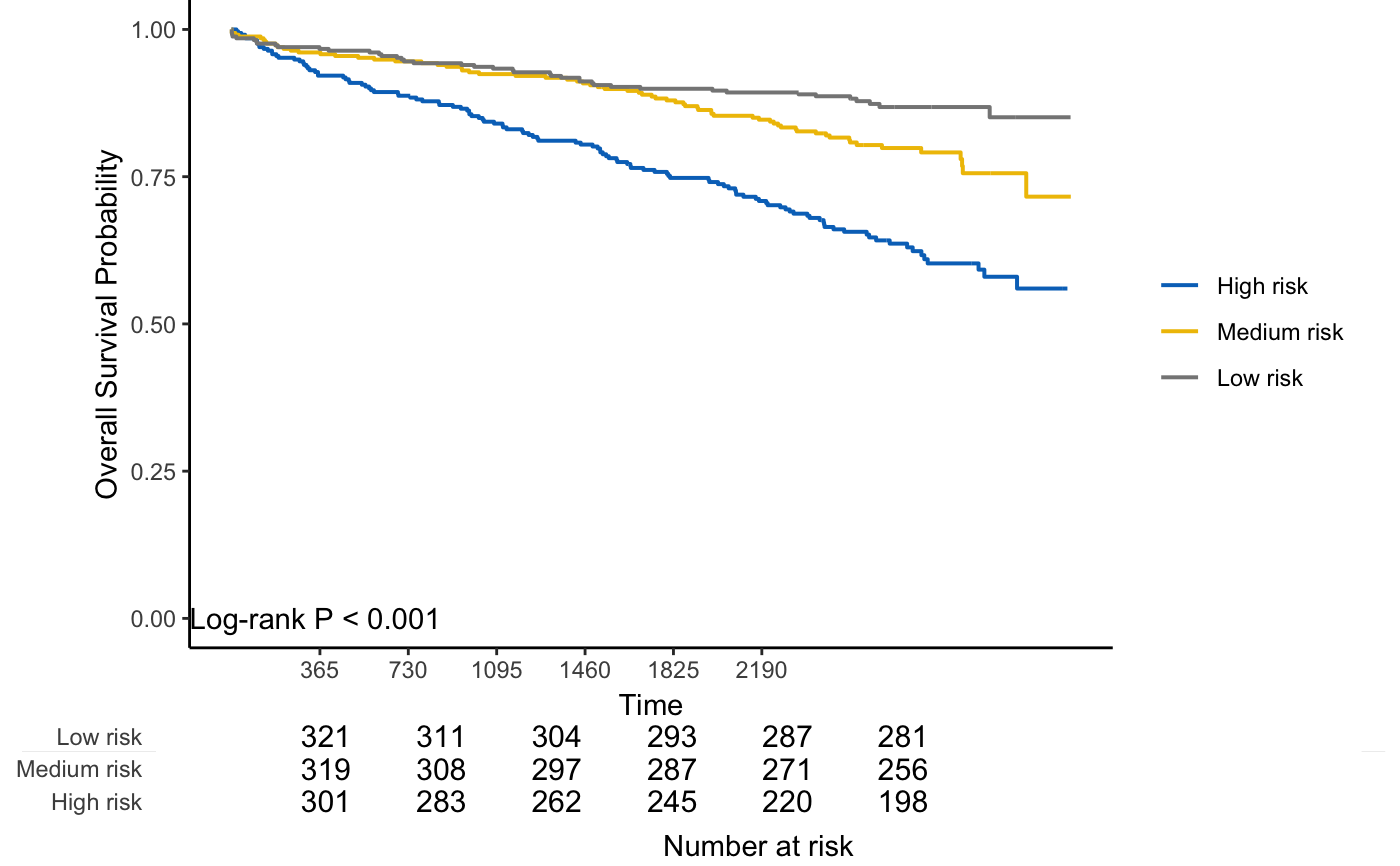 1.00
0.75
0.50
0.25
0.00
Overall Survival Probability
Log-rank P < 0.001
High risk
Medium risk
Low risk
365 730 1095 1460 1825 2190
Time
Low risk 321 311 304 293 287 281
Medium risk 319 308 297 287 271 256
High risk 301 283 262 245 220 198
Number at risk